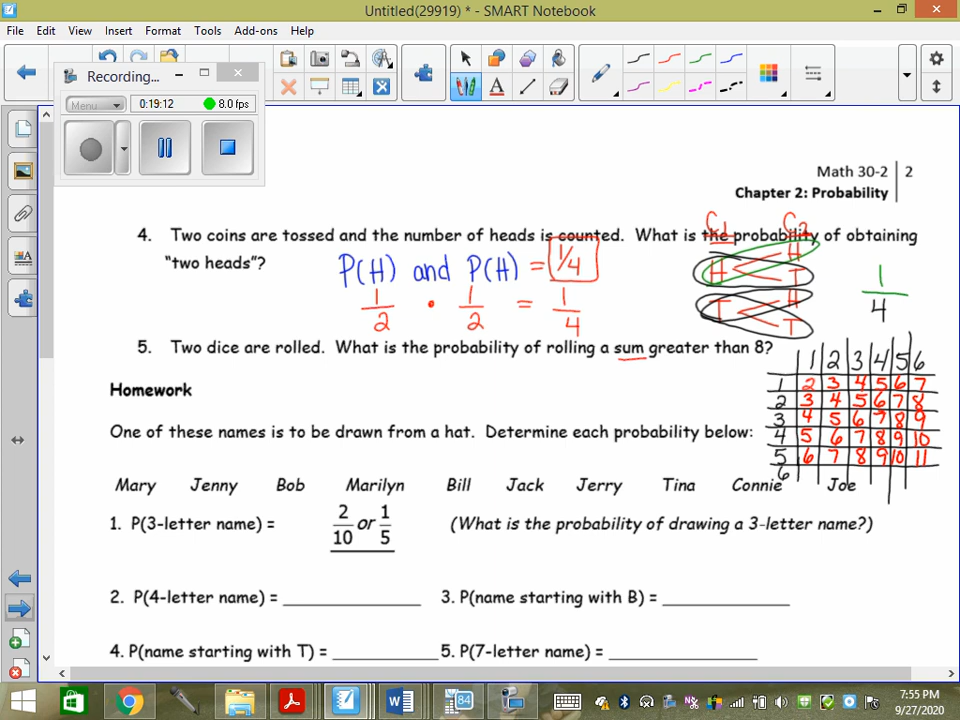 Untitled(29919) * - SMART Notebook
File Edit View Insert Format Tools Add-ons Help
Recording...
Menu 0:19:12 8.0 fps
Math 30-2 2
Chapter 2: Probability
C1 C2
4. Two coins are tossed and the number of heads is counted. What is the probability of obtaining
"two heads"?
P(H) and P(H) = 1/4
1/2 • 1/2 = 1/4
H H
T
T H
T
1/4
5. Two dice are rolled. What is the probability of rolling a sum greater than 8?
1 2 3 4 5 6
1 2 3 4 5 6 7
2 3 4 5 6 7 8
3 4 5 6 7 8 9
4 5 6 7 8 9 10
5 6 7 8 9 10 11
6
Homework
One of these names is to be drawn from a hat. Determine each probability below:
Mary Jenny Bob Marilyn Bill Jack Jerry Tina Connie Joe
1. P(3-letter name) = 2/10 or 1/5 (What is the probability of drawing a 3-letter name?)
2. P(4-letter name) = ____________ 3. P(name starting with B) = ____________
4. P(name starting with T) = ____________ 5. P(7-letter name) = ____________
84
7:55 PM
9/27/2020